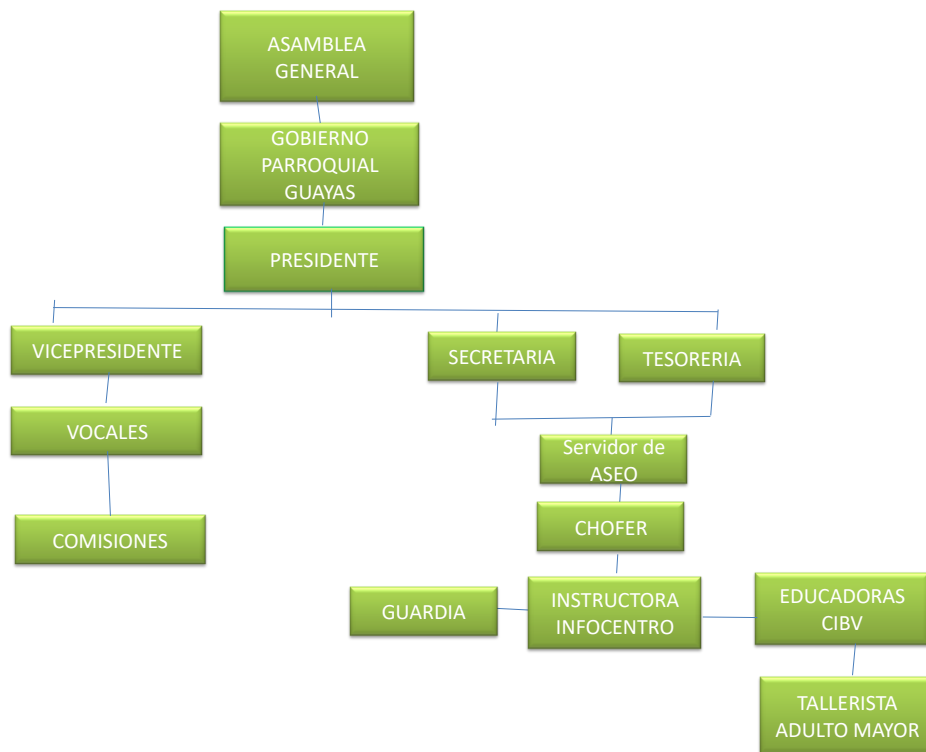 ASAMBLEA
GENERAL
GOBIERNO
PARROQUIAL
GUAYAS
PRESIDENTE
VICEPRESIDENTE
SECRETARIA
TESORERIA
VOCALES
Servidor de
ASEO
COMISIONES
CHOFER
GUARDIA
INSTRUCTORA
INFOCENTRO
EDUCADORAS
CIBV
TALLERISTA
ADULTO MAYOR